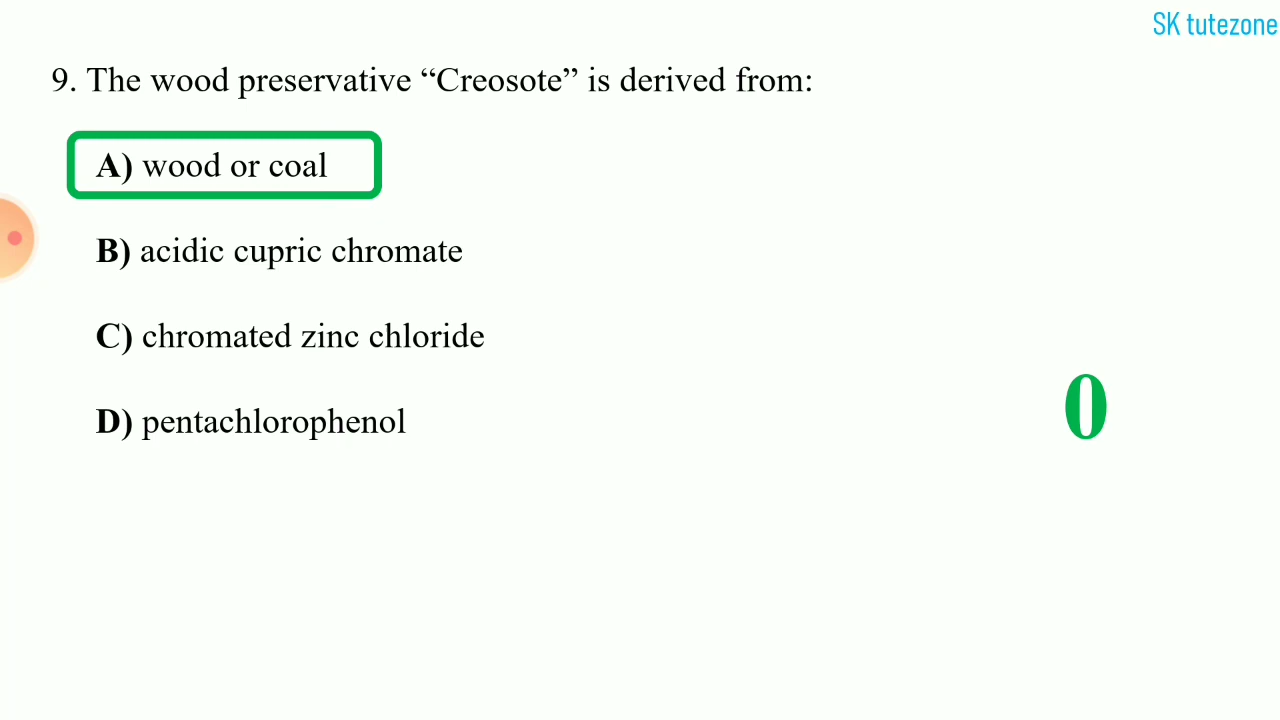 SK tutezone
9. The wood preservative “Creosote” is derived from:
A) wood or coal
B) acidic cupric chromate
C) chromated zinc chloride
D) pentachlorophenol
0